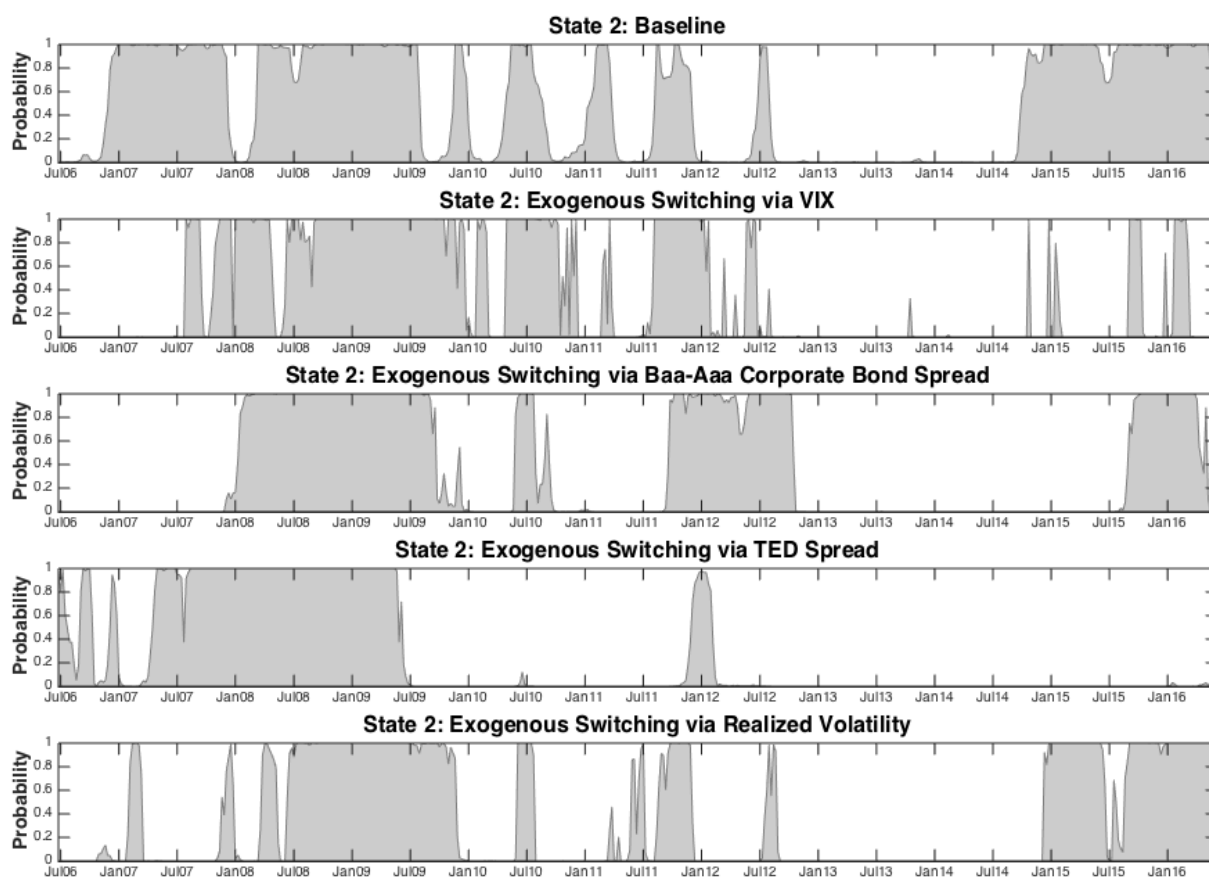 State 2: Baseline
Probability
1
0.8
0.6
0.4
0.2
0
Jul06 Jan07 Jul07 Jan08 Jul08 Jan09 Jul09 Jan10 Jul10 Jan11 Jul11 Jan12 Jul12 Jan13 Jul13 Jan14 Jul14 Jan15 Jul15 Jan16
State 2: Exogenous Switching via VIX
Probability
1
0.8
0.6
0.4
0.2
0
Jul06 Jan07 Jul07 Jan08 Jul08 Jan09 Jul09 Jan10 Jul10 Jan11 Jul11 Jan12 Jul12 Jan13 Jul13 Jan14 Jul14 Jan15 Jul15 Jan16
State 2: Exogenous Switching via Baa-Aaa Corporate Bond Spread
Probability
1
0.8
0.6
0.4
0.2
0
Jul06 Jan07 Jul07 Jan08 Jul08 Jan09 Jul09 Jan10 Jul10 Jan11 Jul11 Jan12 Jul12 Jan13 Jul13 Jan14 Jul14 Jan15 Jul15 Jan16
State 2: Exogenous Switching via TED Spread
Probability
1
0.8
0.6
0.4
0.2
0
Jul06 Jan07 Jul07 Jan08 Jul08 Jan09 Jul09 Jan10 Jul10 Jan11 Jul11 Jan12 Jul12 Jan13 Jul13 Jan14 Jul14 Jan15 Jul15 Jan16
State 2: Exogenous Switching via Realized Volatility
Probability
1
0.8
0.6
0.4
0.2
0
Jul06 Jan07 Jul07 Jan08 Jul08 Jan09 Jul09 Jan10 Jul10 Jan11 Jul11 Jan12 Jul12 Jan13 Jul13 Jan14 Jul14 Jan15 Jul15 Jan16